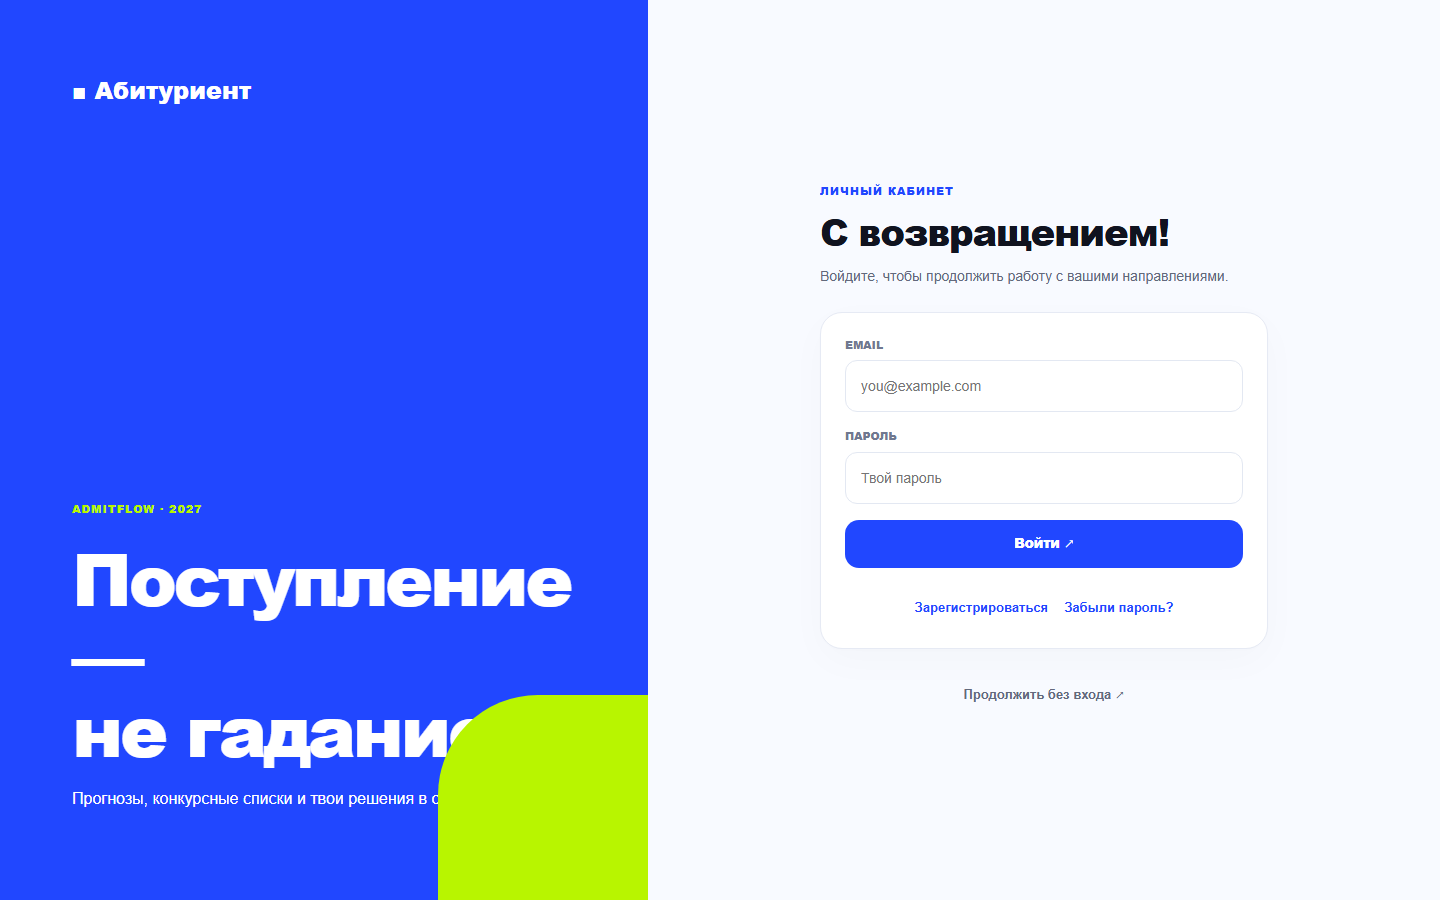 Абитуриент
ADMITFLOW · 2027
Поступление
—
не гадание
Прогнозы, конкурсные списки и твои решения в
ЛИЧНЫЙ КАБИНЕТ
С возвращением!
Войдите, чтобы продолжить работу с вашими направлениями.
EMAIL
you@example.com
ПАРОЛЬ
Твой пароль
Войти ↗
Зарегистрироваться Забыли пароль?
Продолжить без входа ↗